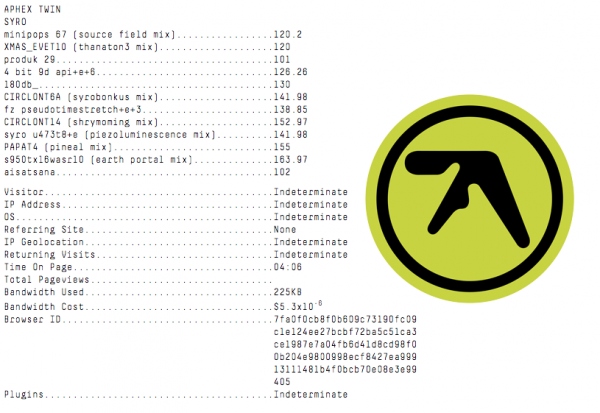 APHEX TWIN
SYRO
minipops 67 (source field mix)................120.2
XMAS_EVET10 (thanaton3 mix)...................120
produk 29.....................................101
4 bit 9d api+e+6..............................126.26
180db_........................................130
CIRCLONT6A (syrobonkus mix)...................141.98
fz pseudotimestretch+e+3......................138.85
CIRCLONT14 (shrymoming mix)...................152.97
syro u473t8+e (piezoluminescence mix).........141.98
PAPAT4 (pineal mix)...........................155
s950tx16wasr10 (earth portal mix).............163.97
aisatsana.....................................102
Visitor.......................................Indeterminate
IP Address....................................Indeterminate
OS............................................Indeterminate
Referring Site................................None
IP Geolocation................................Indeterminate
Returning Visits..............................Indeterminate
Time On Page..................................04:06
Total Pageviews...............................
Bandwidth Used................................225KB
Bandwidth Cost................................$5.3x10⁻⁶
Browser ID....................................7fa0f0cb8f0b609c73190fc09
c1e124ee27bcbf72ba5c51ca3
ce1987e7a04fb6d41d8cd98f0
0b204e9800998ecf8427ea999
13111481b4f0bcb70e08e3e99
405
Plugins.......................................Indeterminate